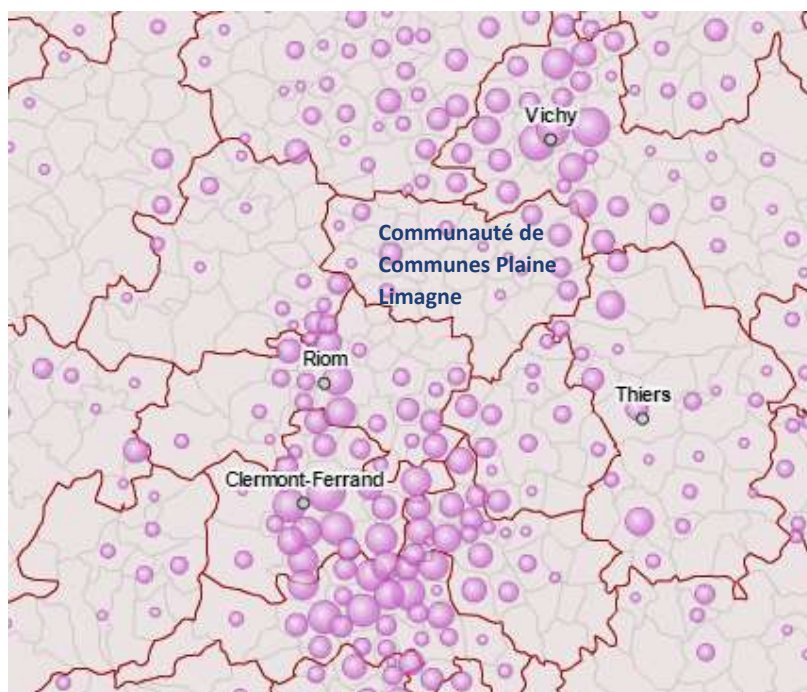 Vichy
Communauté de
Communes Plaine
Limagne
Riom
Thiers
Clermont-Ferrand